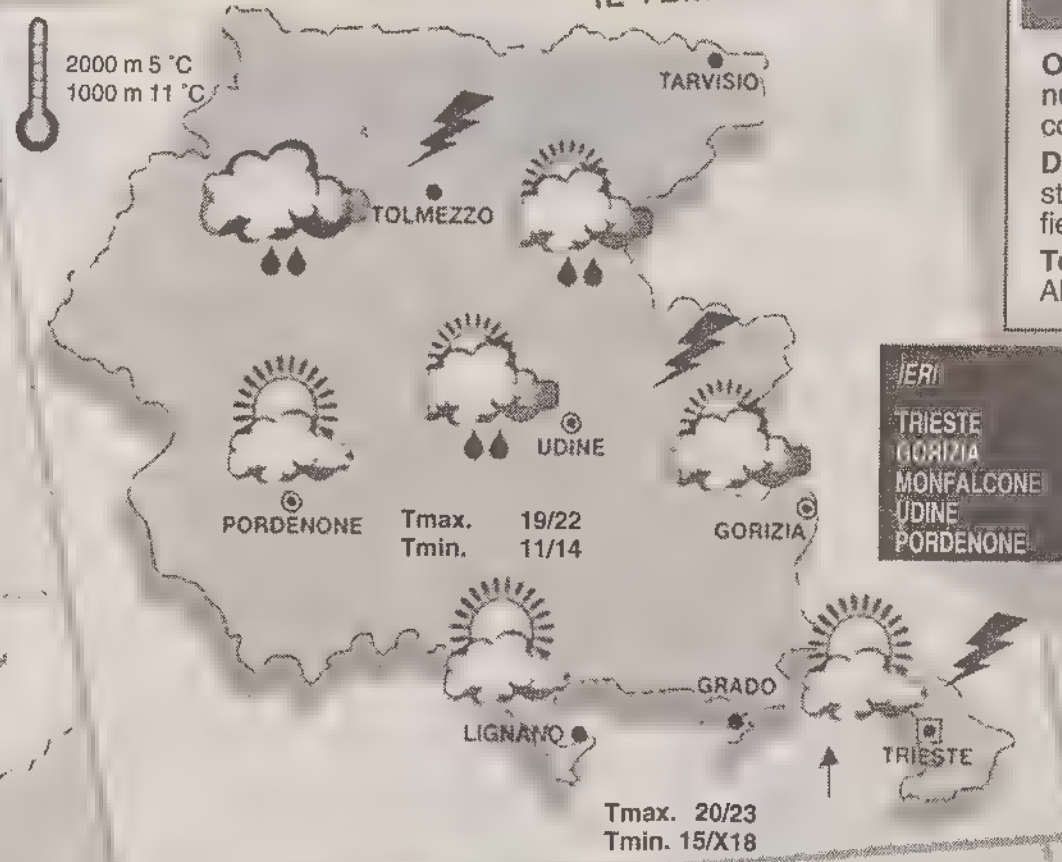 2000 m 5 °C
1000 m 11 °C
TARVISIO
TOLMEZZO
UDINE
PORDENONE
GORIZIA
Tmax. 19/22
Tmin. 11/14
GRADO
LIGNANO
TRIESTE
Tmax. 20/23
Tmin. 15/X18
IERI
TRIESTE
GORIZIA
MONFALCONE
UDINE
PORDENONE